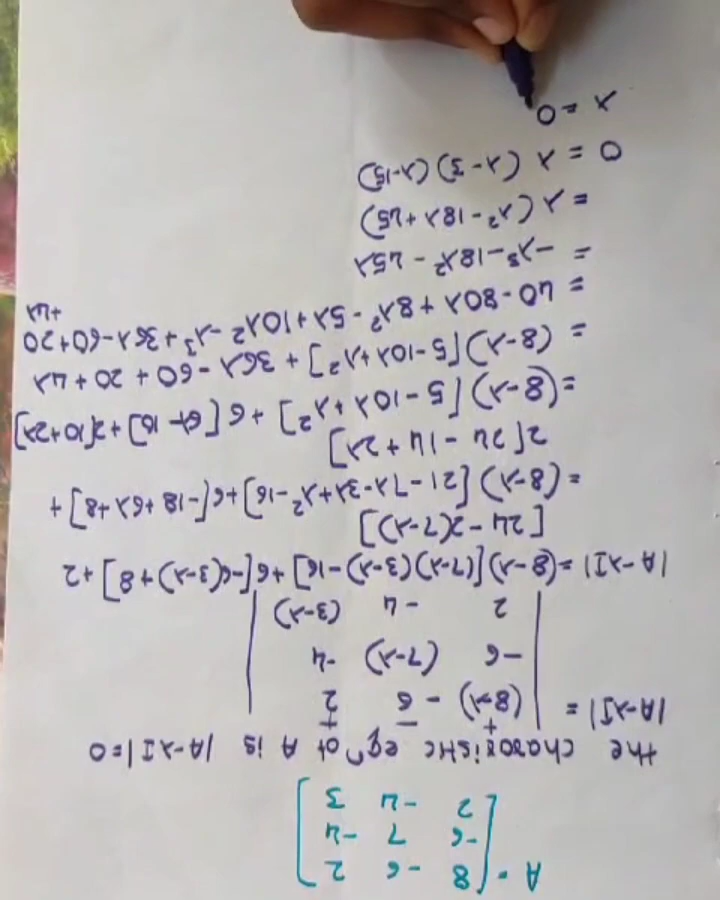 A = [8 -6 2
-6 7 -4
2 -4 3]
the charoristic eqn of A is |A-λI|=0
|A-λI| = | (8-λ) -6 2 |
+ - +
-6 (7-λ) -4
2 -4 (3-λ)
|A-λI| = (8-λ)[(7-λ)(3-λ)-16] +6[-6(3-λ)+8] +2
[24-2(7-λ)]
= (8-λ) [21-7λ-3λ+λ²-16]+6[-18+6λ+8]+
2[24-14+2λ]
=(8-λ) [5-10λ+λ²] +6[6λ-10]+2[10+2λ]
= (8-λ)[5-10λ+λ²] + 36λ-60+20+4λ
= 40-80λ+8λ²-5λ+10λ²-λ³+36λ-60+20
+4λ
= -λ³-18λ²-45λ
= λ(λ²-18λ+45)
0 = λ (λ-3) (λ-15)
λ = 0